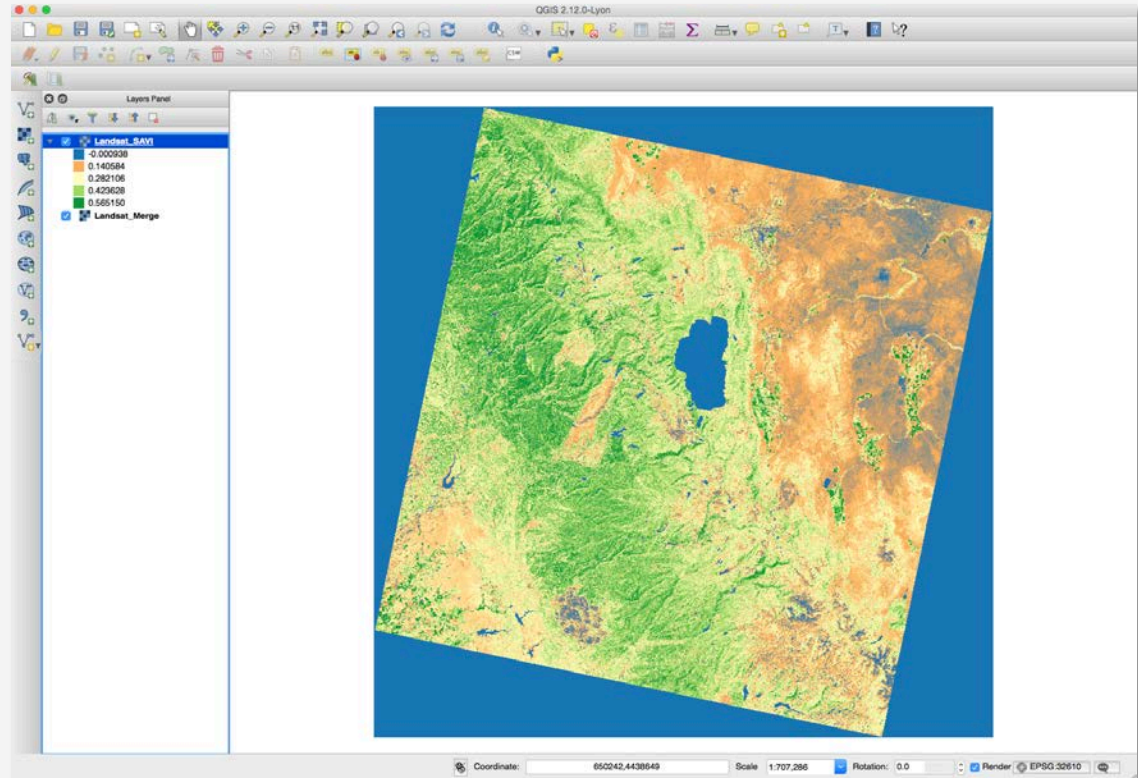 QGIS 2.12.0-Lyon
Layers Panel
Landsat_SAVI
-0.000938
0.140584
0.282106
0.423628
0.565150
Landsat_Merge
Coordinate: 650242,4438649 Scale 1:707,286 Rotation: 0.0 Render EPSG:32610